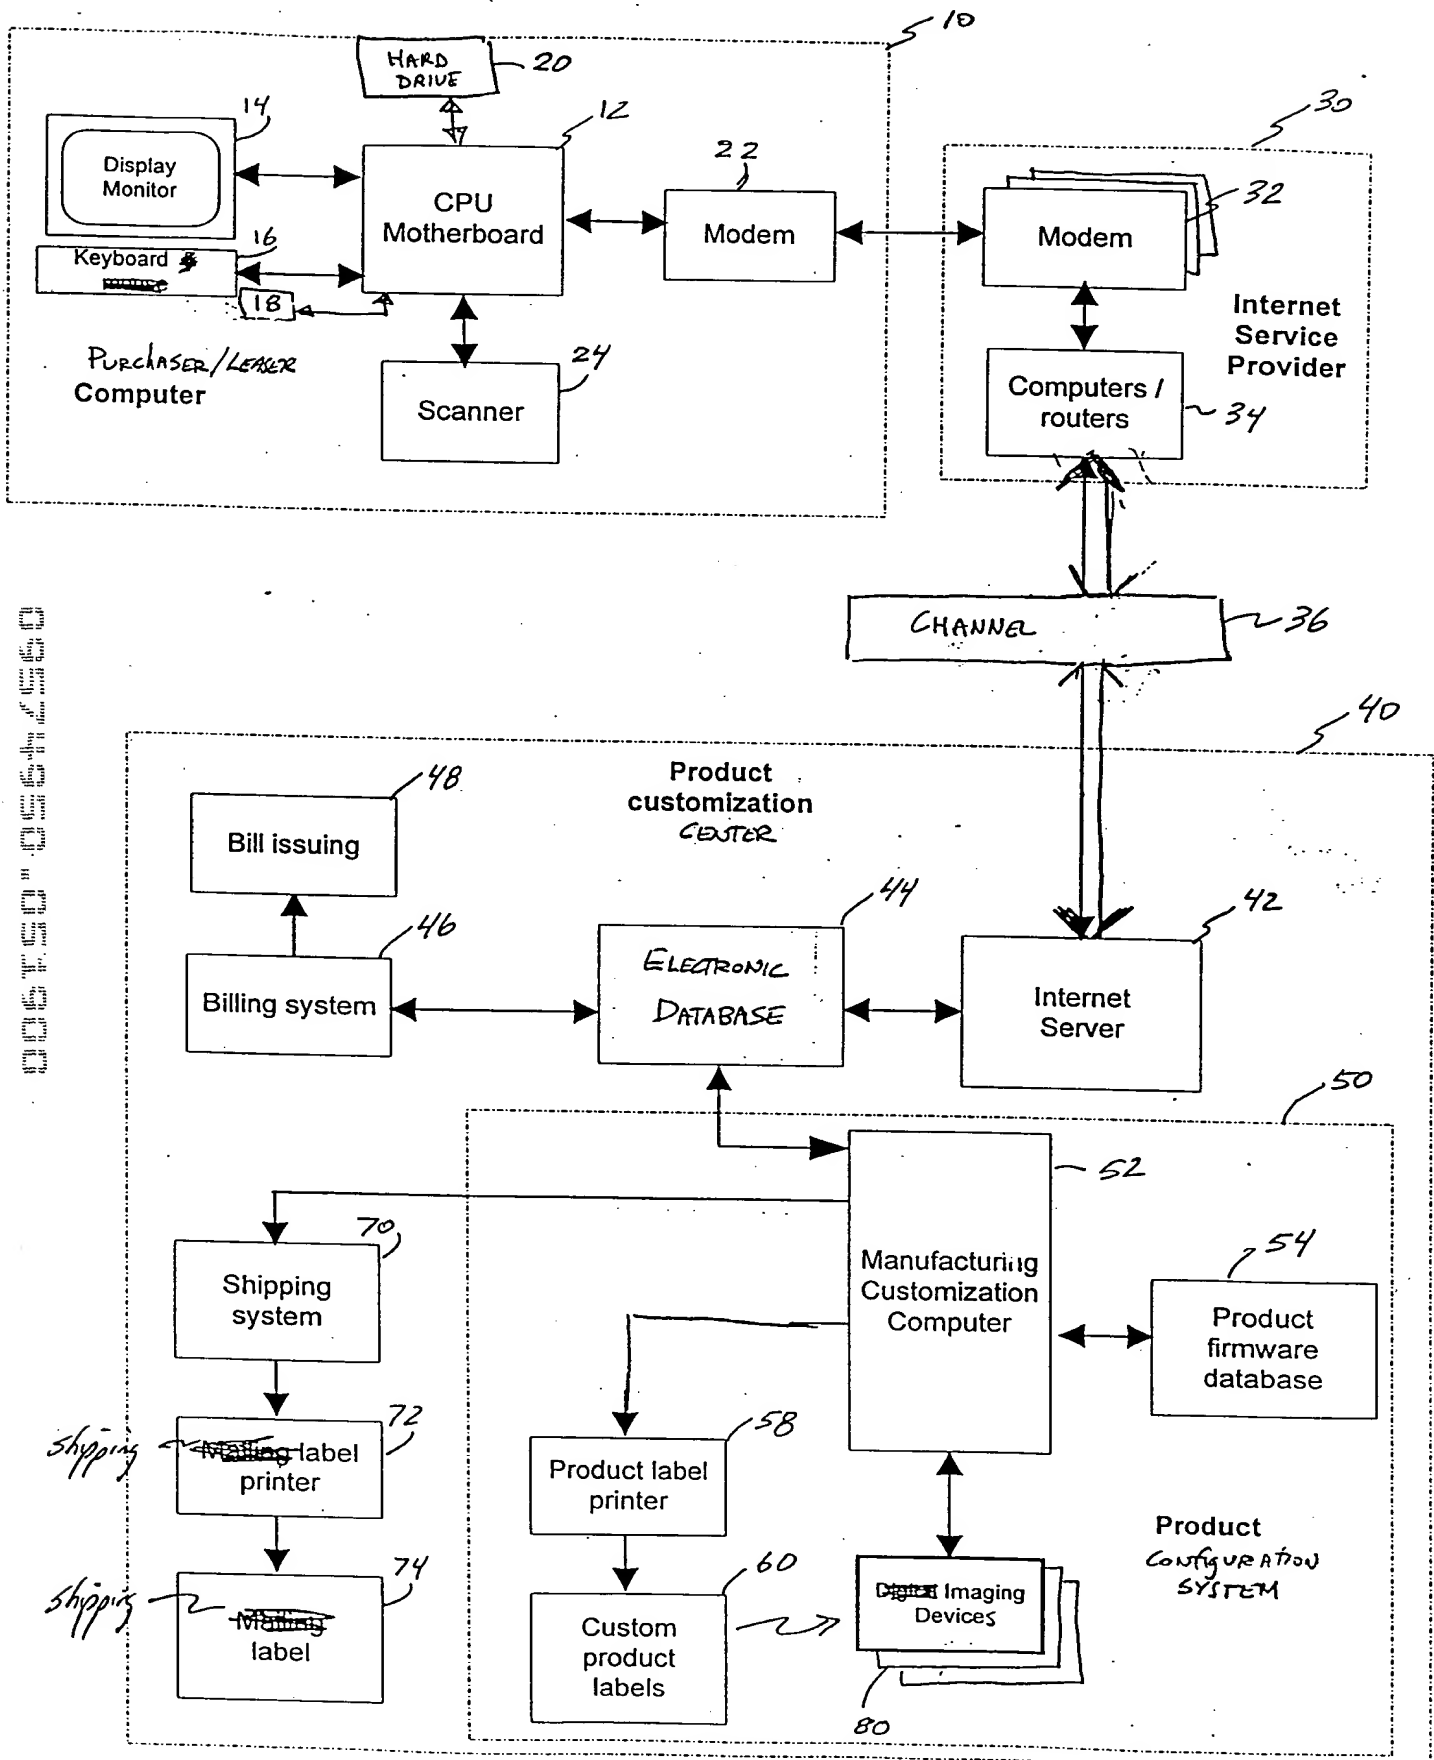 10
HARD
DRIVE
20
14
12
30
Display
Monitor
CPU
Motherboard
22
Modem
32
Modem
16
Keyboard
18
Internet
Service
Provider
PURCHASER/LEASER
Computer
24
Scanner
Computers /
routers
34
CHANNEL
36
40
Product
customization
CENTER
48
Bill issuing
44
42
46
Billing system
ELECTRONIC
DATABASE
Internet
Server
50
52
70
Shipping
system
Manufacturing
Customization
Computer
54
Product
firmware
database
72
shipping
Mailing label
printer
58
Product label
printer
Product
CONFIGURATION
SYSTEM
74
shipping
Mailing
label
60
Custom
product
labels
Digital Imaging
Devices
80